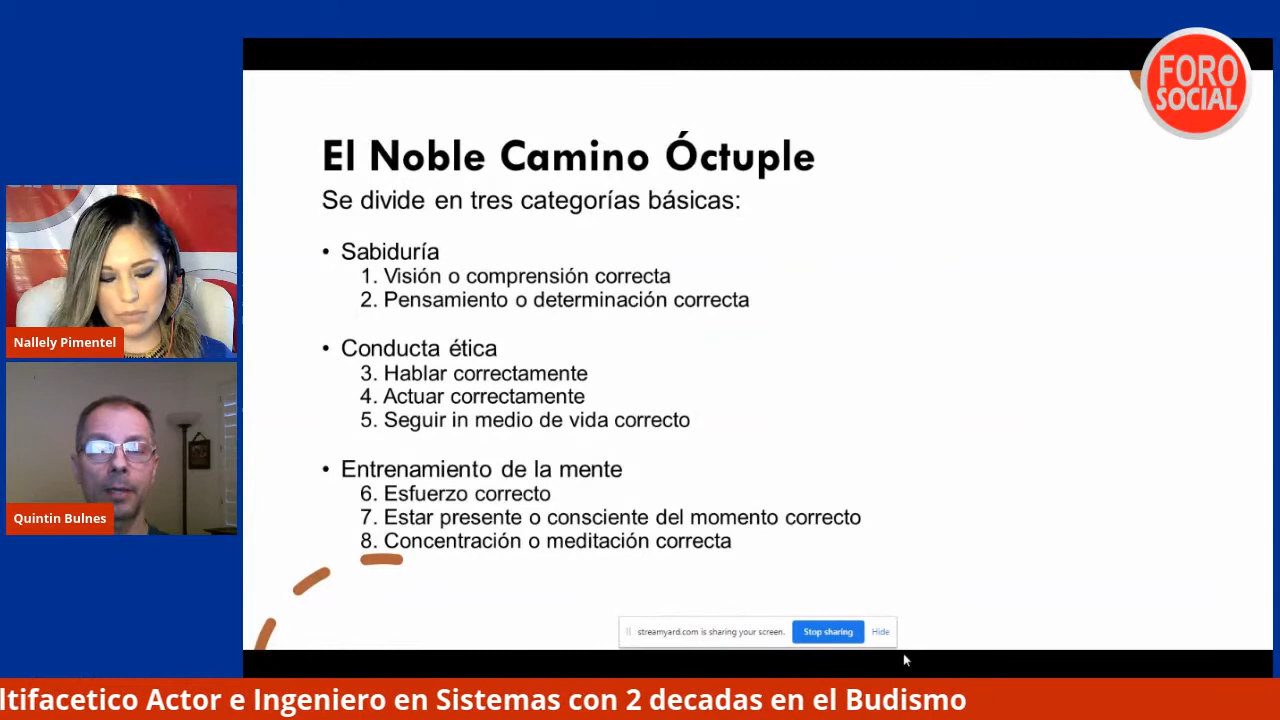 FORO
SOCIAL
El Noble Camino Óctuple
Se divide en tres categorías básicas:
• Sabiduría
1. Visión o comprensión correcta
2. Pensamiento o determinación correcta
• Conducta ética
3. Hablar correctamente
4. Actuar correctamente
5. Seguir in medio de vida correcto
• Entrenamiento de la mente
6. Esfuerzo correcto
7. Estar presente o consciente del momento correcto
8. Concentración o meditación correcta
Nallely Pimentel
Quintin Bulnes
streamyard.com is sharing your screen.
Stop sharing
Hide
ltifacetico Actor e Ingeniero en Sistemas con 2 decadas en el Budismo